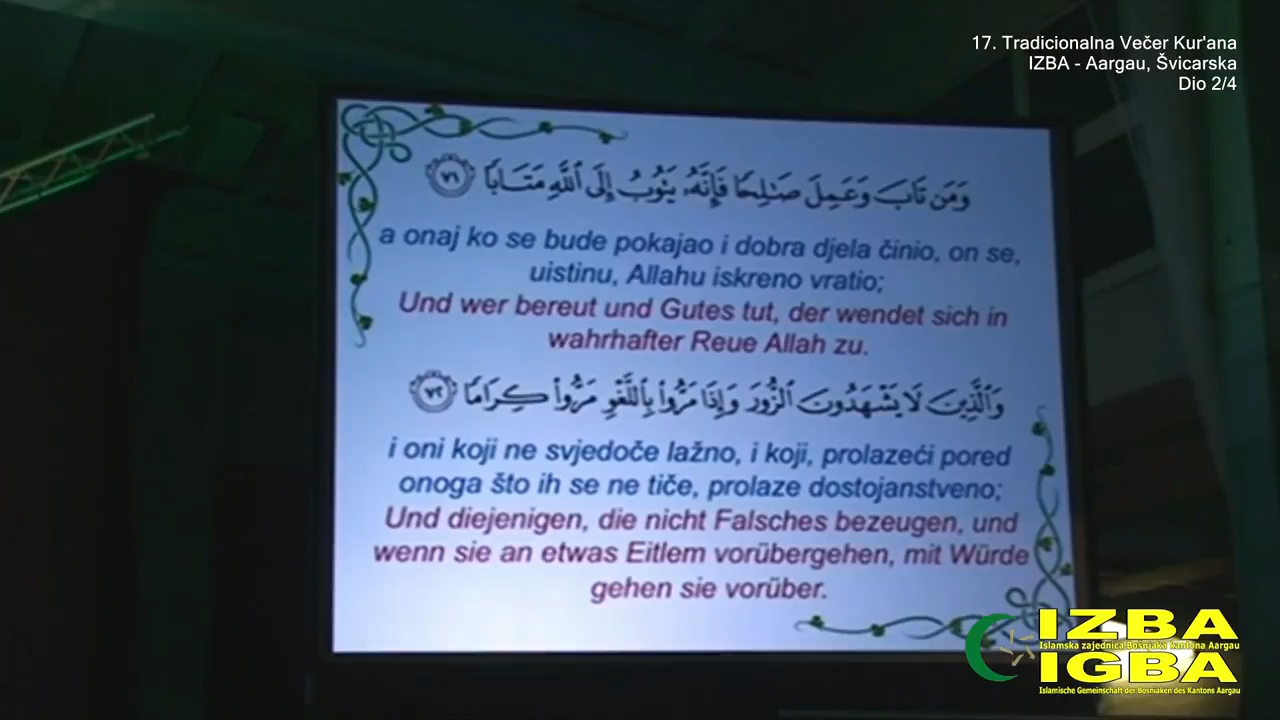 17. Tradicionalna Večer Kur'ana
IZBA - Aargau, Švicarska
Dio 2/4
وَمَن تَابَ وَعَمِلَ صَـٰلِحًا فَإِنَّهُۥ يَتُوبُ إِلَى ٱللَّهِ مَتَابًا ٧١
a onaj ko se bude pokajao i dobra djela činio, on se,
uistinu, Allahu iskreno vratio;
Und wer bereut und Gutes tut, der wendet sich in
wahrhafter Reue Allah zu.
وَٱلَّذِينَ لَا يَشْهَدُونَ ٱلزُّورَ وَإِذَا مَرُّوا۟ بِٱللَّغْوِ مَرُّوا۟ كِرَامًا ٧٢
i oni koji ne svjedoče lažno, i koji, prolazeći pored
onoga što ih se ne tiče, prolaze dostojanstveno;
Und diejenigen, die nicht Falsches bezeugen, und
wenn sie an etwas Eitlem vorübergehen, mit Würde
gehen sie vorüber.
IZBA
Islamska zajednica Bošnjaka kantona Aargau
IGBA
Islamische Gemeinschaft der Bosniaken des Kantons Aargau